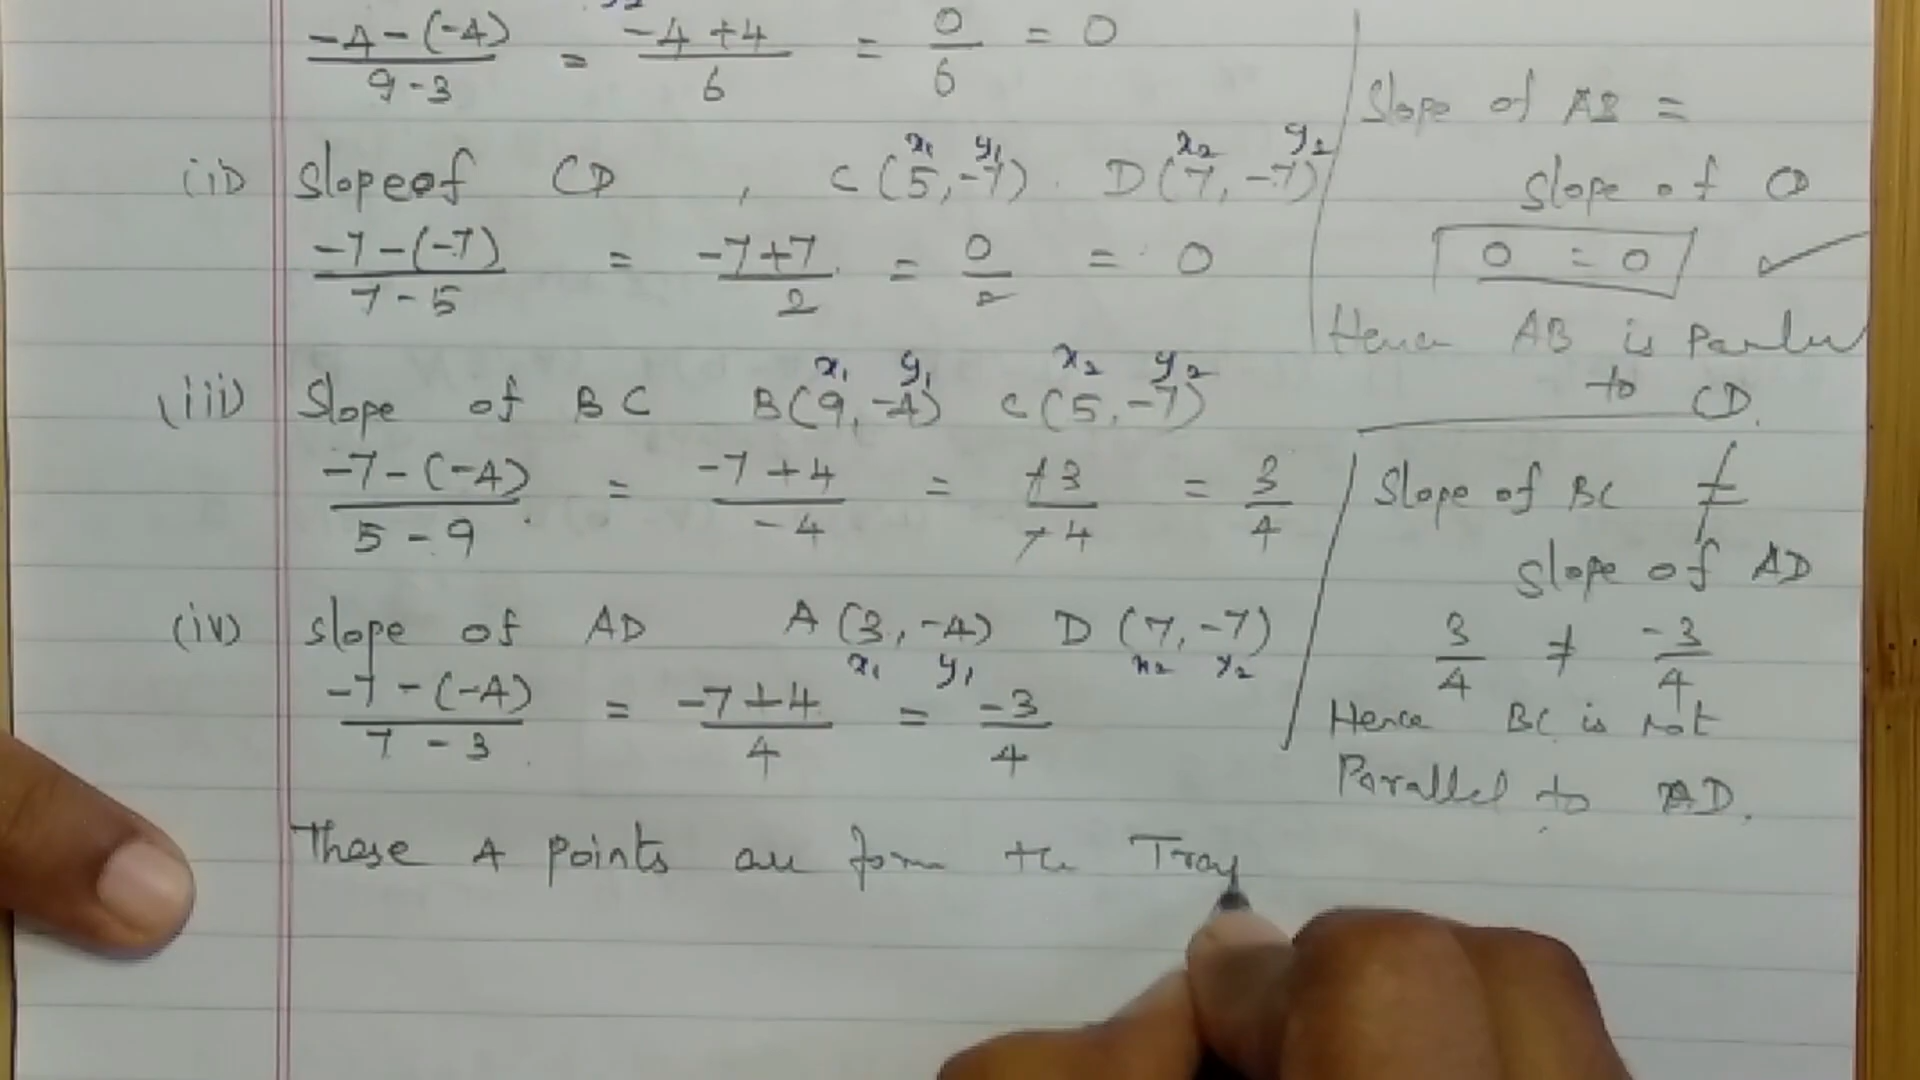 -4-(-4)/9-3 = -4+4/6 = 0/6 = 0
(ii) Slope of CD , C(5,-7) D(7,-7)
x₁ y₁ x₂ y₂
-7-(-7)/7-5 = -7+7/2 = 0/2 = 0
(iii) Slope of BC B(9,-4) C(5,-7)
x₁ y₁ x₂ y₂
-7-(-4)/5-9 = -7+4/-4 = -3/-4 = 3/4
(iv) slope of AD A(3,-4) D(7,-7)
x₁ y₁ x₂ y₂
-7-(-4)/7-3 = -7+4/4 = -3/4
Slope of AB =
Slope of CD
0 = 0 ✓
Hence AB is
to CD.
Slope of BC ≠
slope of AD
3/4 ≠ -3/4
Hence BC is not
Parallel to AD.
These 4 points are form the Trap